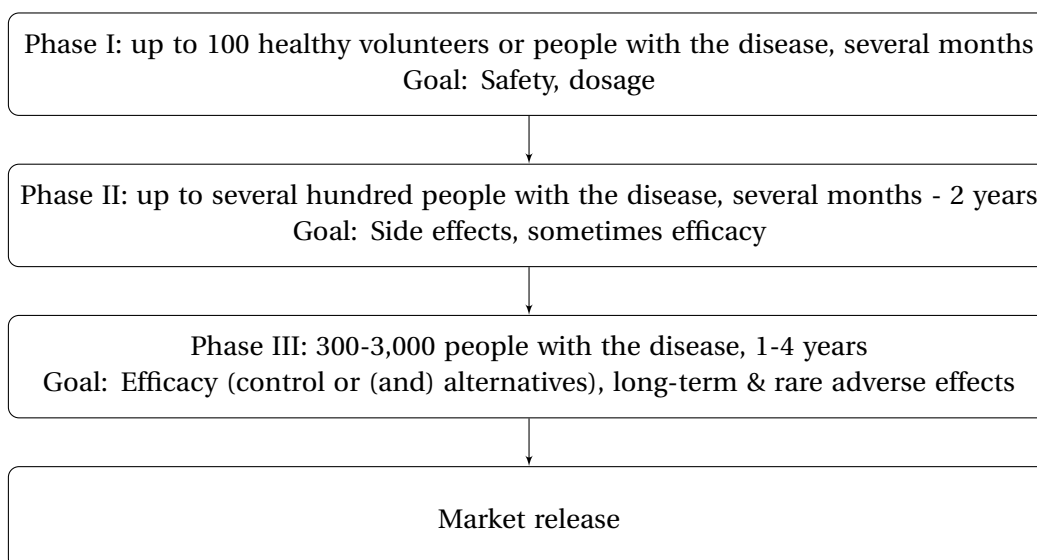 Phase I: up to 100 healthy volunteers or people with the disease, several months
Goal: Safety, dosage
Phase II: up to several hundred people with the disease, several months - 2 years
Goal: Side effects, sometimes efficacy
Phase III: 300-3,000 people with the disease, 1-4 years
Goal: Efficacy (control or (and) alternatives), long-term & rare adverse effects
Market release